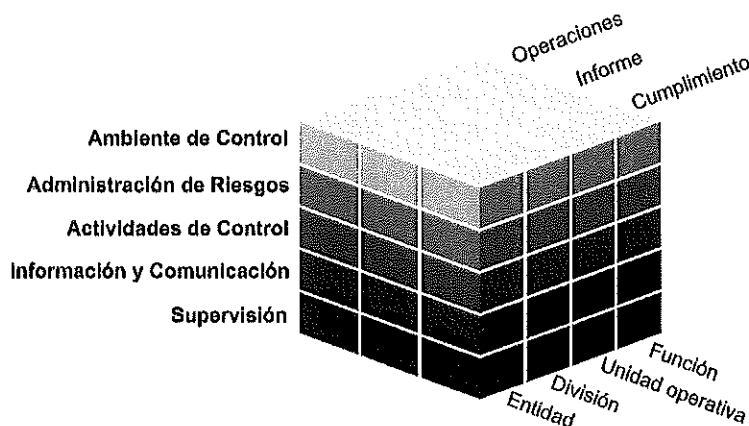 Operaciones
Informe
Cumplimiento
Ambiente de Control
Administración de Riesgos
Actividades de Control
Información y Comunicación
Supervisión
Función
Unidad operativa
División
Entidad